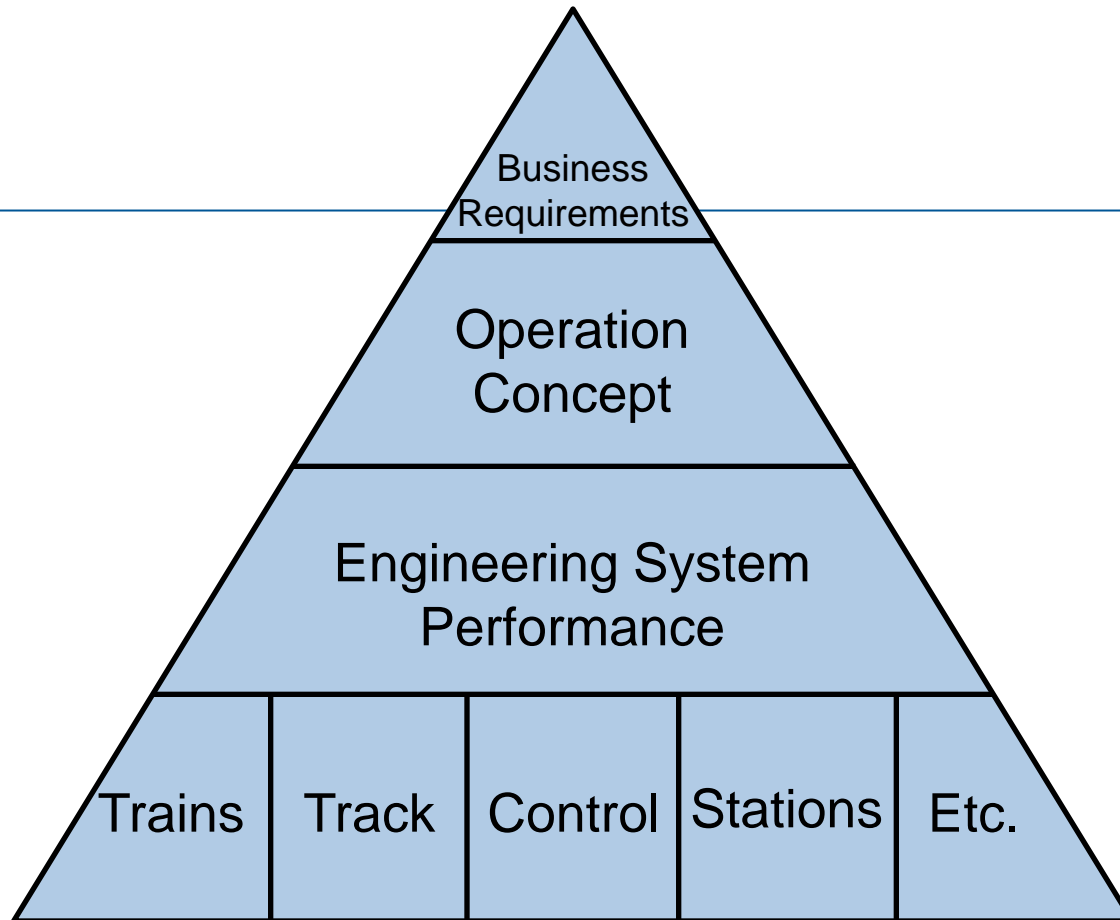 Business
Requirements
Operation
Concept
Engineering System
Performance
Trains
Track
Control
Stations
Etc.